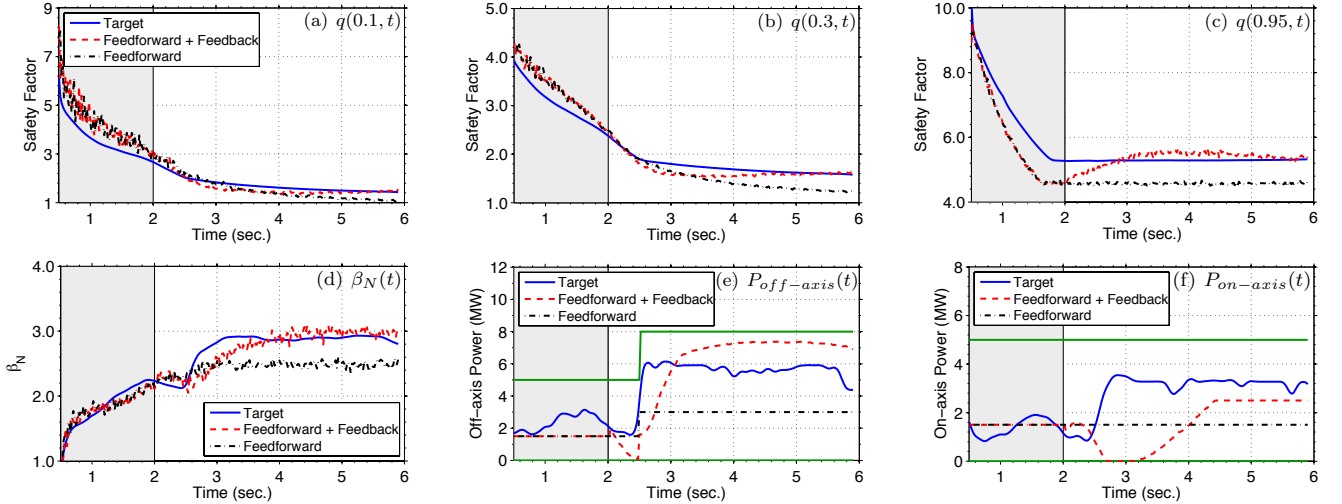 (a) q(0.1, t)
Safety Factor
9
7
5
3
1
Target
Feedforward + Feedback
Feedforward
1 2 3 4 5 6
Time (sec.)
(b) q(0.3, t)
Safety Factor
5.0
4.0
3.0
2.0
1.0
1 2 3 4 5 6
Time (sec.)
(c) q(0.95, t)
Safety Factor
10.0
8.0
6.0
4.0
1 2 3 4 5 6
Time (sec.)
(d) β_N(t)
β_N
4.0
3.0
2.0
1.0
Target
Feedforward + Feedback
Feedforward
1 2 3 4 5 6
Time (sec.)
(e) P_{off−axis}(t)
Off−axis Power (MW)
12
10
8
6
4
2
0
Target
Feedforward + Feedback
Feedforward
1 2 3 4 5 6
Time (sec.)
(f) P_{on−axis}(t)
On−axis Power (MW)
8
6
4
2
0
Target
Feedforward + Feedback
Feedforward
1 2 3 4 5 6
Time (sec.)